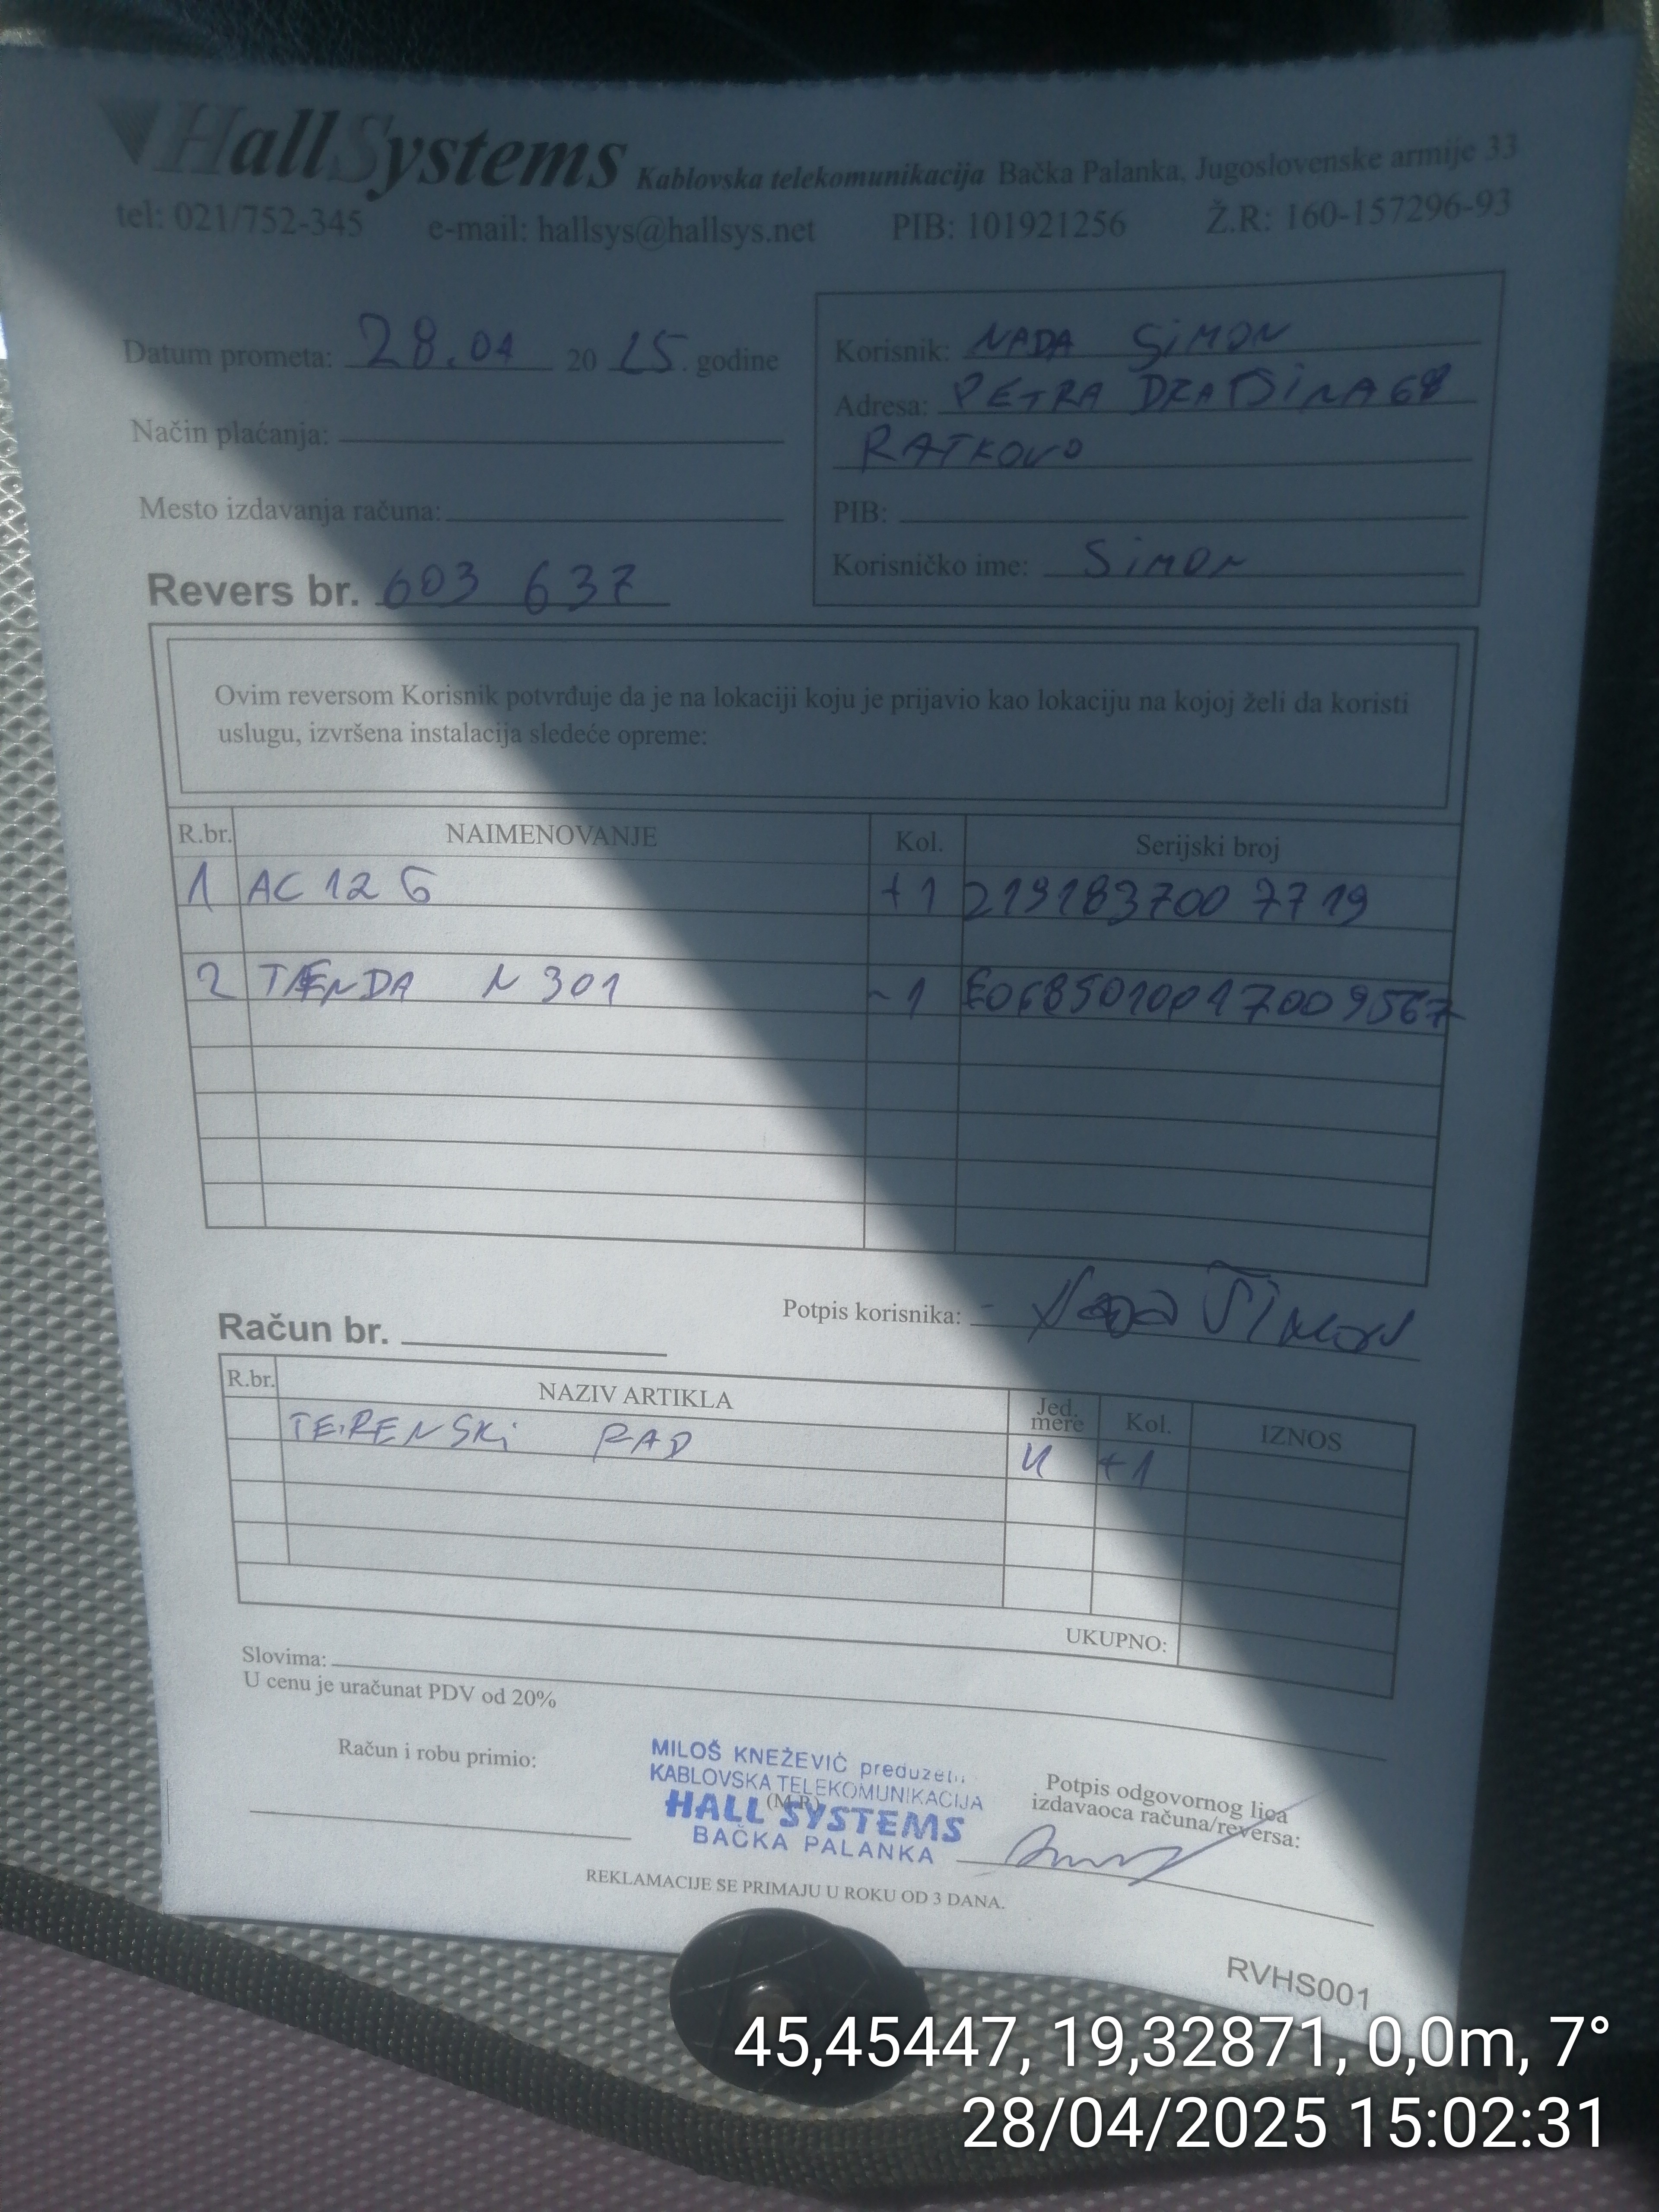 HallSystems Kablovska telekomunikacija Bačka Palanka, Jugoslovenske armije 33
tel: 021/752-345 e-mail: hallsys@hallsys.net PIB: 101921256 Ž.R: 160-157296-93
Datum prometa: 28.04 20 25. godine
Način plaćanja:
Mesto izdavanja računa:
Revers br. 603 637
Korisnik: NADA SiMON
Adresa: PETRA DRAPŠiNA 68
RATKOVO
PIB:
Korisničko ime: SiMON
Ovim reversom Korisnik potvrđuje da je na lokaciji koju je prijavio kao lokaciju na kojoj želi da koristi
uslugu, izvršena instalacija sledeće opreme:
R.br. NAIMENOVANJE Kol. Serijski broj
1 AC 12 G +1 2191837007719
2 TENDA N 301 -1 E0685010017009567
Potpis korisnika: Nada Šimon
Račun br.
R.br. NAZIV ARTIKLA Jed. mere Kol. IZNOS
TERENSKi RAD U +1
UKUPNO:
Slovima:
U cenu je uračunat PDV od 20%
Račun i robu primio:
MILOŠ KNEŽEVIĆ preduzet.
KABLOVSKA TELEKOMUNIKACIJA
(M.P.)
HALL SYSTEMS
BAČKA PALANKA
Potpis odgovornog lica
izdavaoca računa/reversa:
REKLAMACIJE SE PRIMAJU U ROKU OD 3 DANA.
RVHS001
45,45447, 19,32871, 0,0m, 7°
28/04/2025 15:02:31